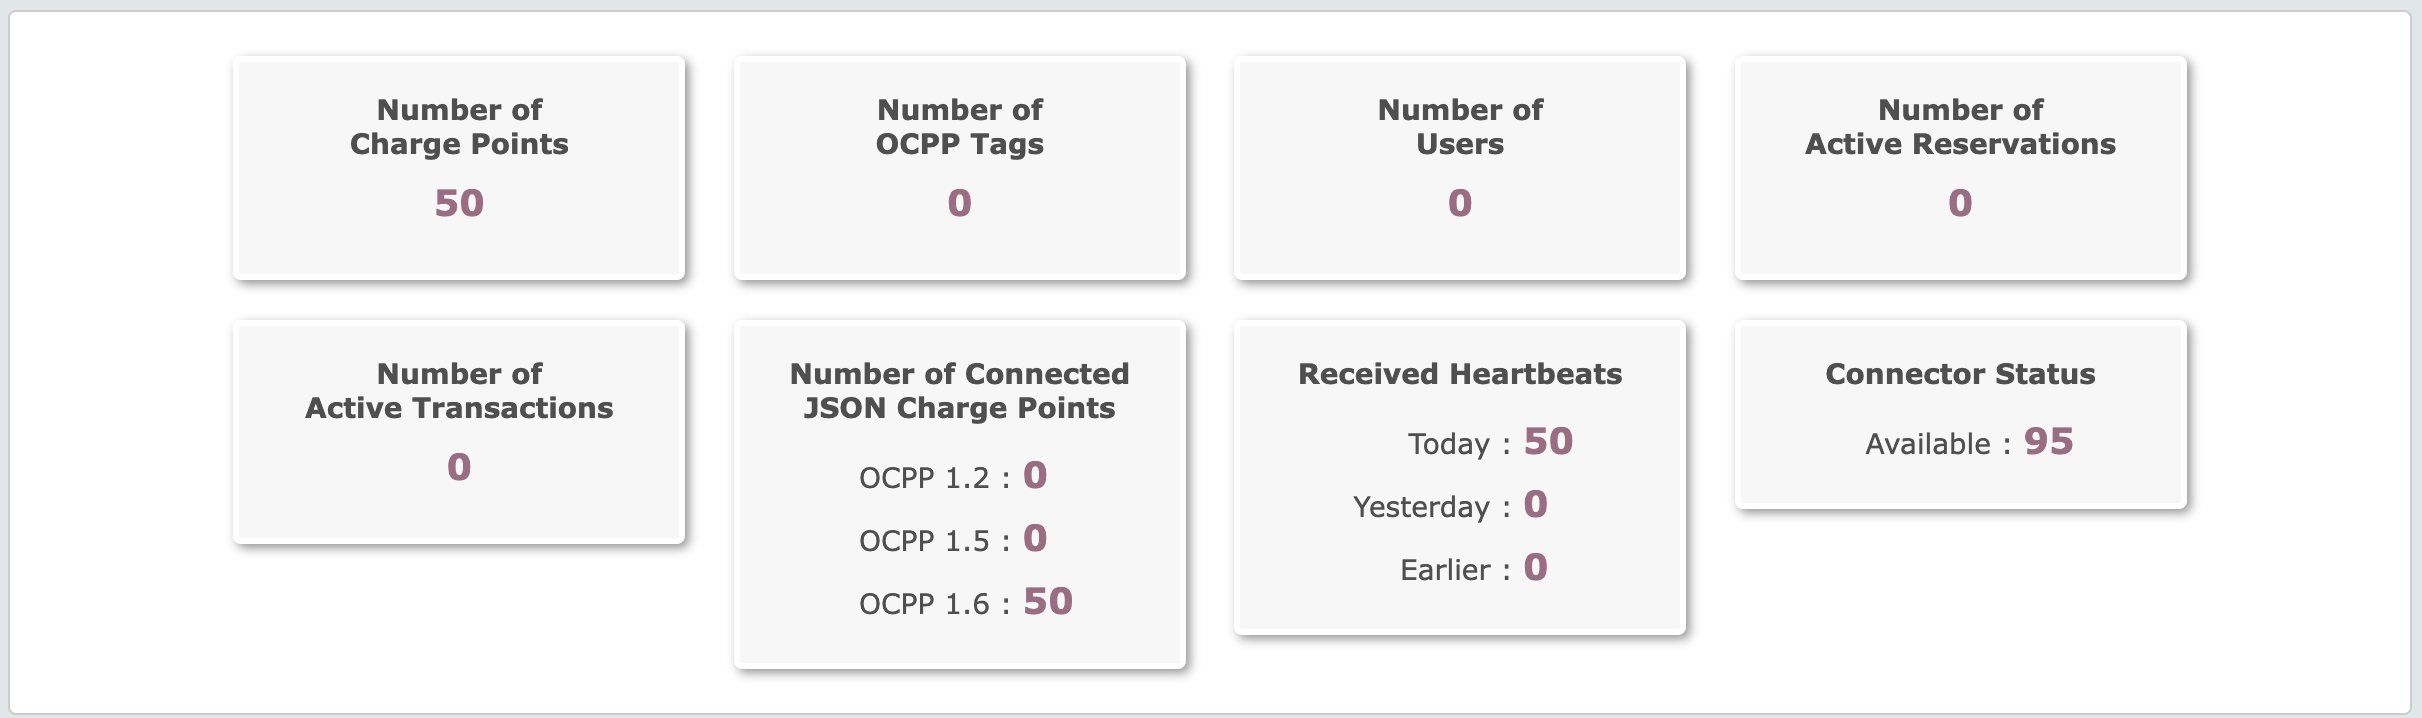 Number of
Charge Points
50
Number of
OCPP Tags
0
Number of
Users
0
Number of
Active Reservations
0
Number of
Active Transactions
0
Number of Connected
JSON Charge Points
OCPP 1.2 : 0
OCPP 1.5 : 0
OCPP 1.6 : 50
Received Heartbeats
Today : 50
Yesterday : 0
Earlier : 0
Connector Status
Available : 95